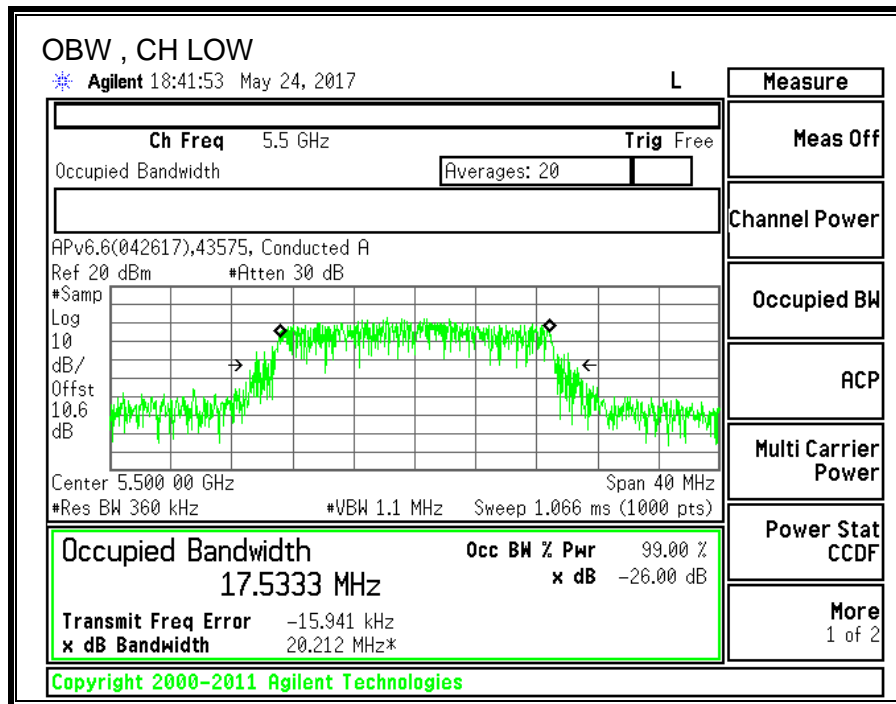 OBW , CH LOW
Agilent 18:41:53 May 24, 2017 L
Measure
Ch Freq 5.5 GHz Trig Free
Occupied Bandwidth Averages: 20
APv6.6(042617),43575, Conducted A
Ref 20 dBm #Atten 30 dB
#Samp
Log
10
dB/
Offst
10.6
dB
Center 5.500 00 GHz Span 40 MHz
#Res BW 360 kHz #VBW 1.1 MHz Sweep 1.066 ms (1000 pts)
Occupied Bandwidth
17.5333 MHz
Occ BW % Pwr 99.00 %
x dB -26.00 dB
Transmit Freq Error -15.941 kHz
x dB Bandwidth 20.212 MHz*
Meas Off
Channel Power
Occupied BW
ACP
Multi Carrier
Power
Power Stat
CCDF
More
1 of 2
Copyright 2000-2011 Agilent Technologies